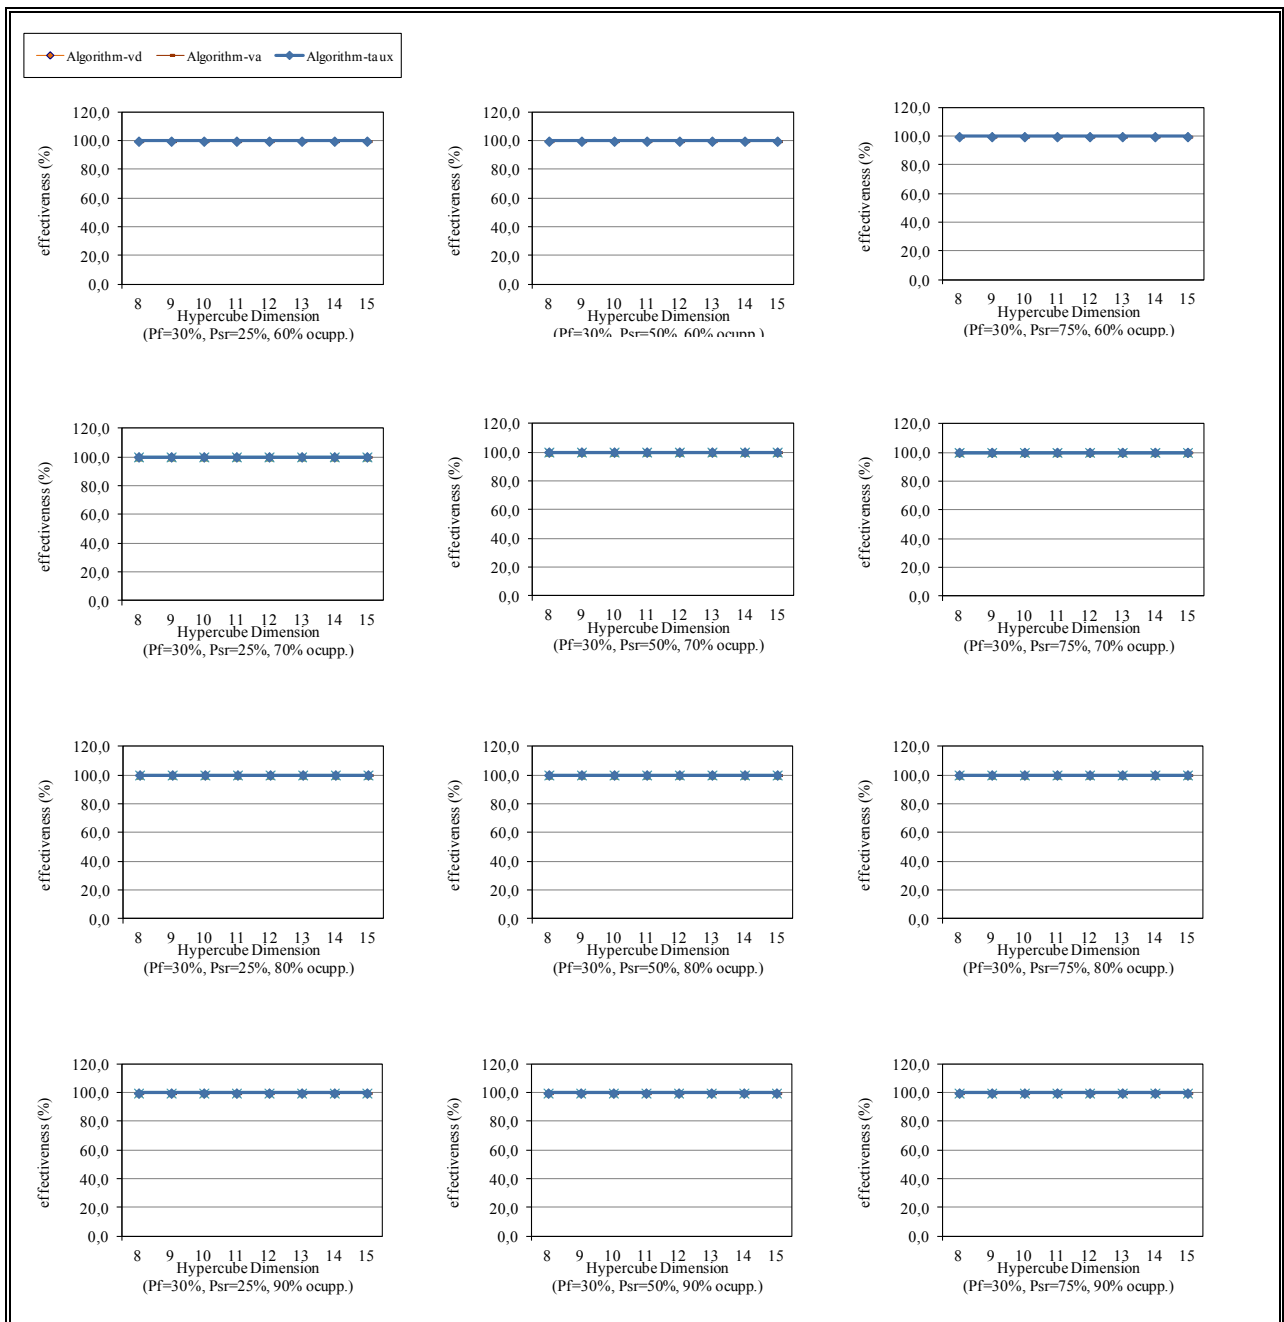 Algorithm-vd Algorithm-va Algorithm-taux
effectiveness (%)
120,0
100,0
80,0
60,0
40,0
20,0
0,0
8 9 10 11 12 13 14 15
Hypercube Dimension
(Pf=30%, Psr=25%, 60% ocupp.)
effectiveness (%)
120,0
100,0
80,0
60,0
40,0
20,0
0,0
8 9 10 11 12 13 14 15
Hypercube Dimension
(Pf=30%, Psr=50%, 60% ocupp.)
effectiveness (%)
120,0
100,0
80,0
60,0
40,0
20,0
0,0
8 9 10 11 12 13 14 15
Hypercube Dimension
(Pf=30%, Psr=75%, 60% ocupp.)
effectiveness (%)
120,0
100,0
80,0
60,0
40,0
20,0
0,0
8 9 10 11 12 13 14 15
Hypercube Dimension
(Pf=30%, Psr=25%, 70% ocupp.)
effectiveness (%)
120,0
100,0
80,0
60,0
40,0
20,0
0,0
8 9 10 11 12 13 14 15
Hypercube Dimension
(Pf=30%, Psr=50%, 70% ocupp.)
effectiveness (%)
120,0
100,0
80,0
60,0
40,0
20,0
0,0
8 9 10 11 12 13 14 15
Hypercube Dimension
(Pf=30%, Psr=75%, 70% ocupp.)
effectiveness (%)
120,0
100,0
80,0
60,0
40,0
20,0
0,0
8 9 10 11 12 13 14 15
Hypercube Dimension
(Pf=30%, Psr=25%, 80% ocupp.)
effectiveness (%)
120,0
100,0
80,0
60,0
40,0
20,0
0,0
8 9 10 11 12 13 14 15
Hypercube Dimension
(Pf=30%, Psr=50%, 80% ocupp.)
effectiveness (%)
120,0
100,0
80,0
60,0
40,0
20,0
0,0
8 9 10 11 12 13 14 15
Hypercube Dimension
(Pf=30%, Psr=75%, 80% ocupp.)
effectiveness (%)
120,0
100,0
80,0
60,0
40,0
20,0
0,0
8 9 10 11 12 13 14 15
Hypercube Dimension
(Pf=30%, Psr=25%, 90% ocupp.)
effectiveness (%)
120,0
100,0
80,0
60,0
40,0
20,0
0,0
8 9 10 11 12 13 14 15
Hypercube Dimension
(Pf=30%, Psr=50%, 90% ocupp.)
effectiveness (%)
120,0
100,0
80,0
60,0
40,0
20,0
0,0
8 9 10 11 12 13 14 15
Hypercube Dimension
(Pf=30%, Psr=75%, 90% ocupp.)